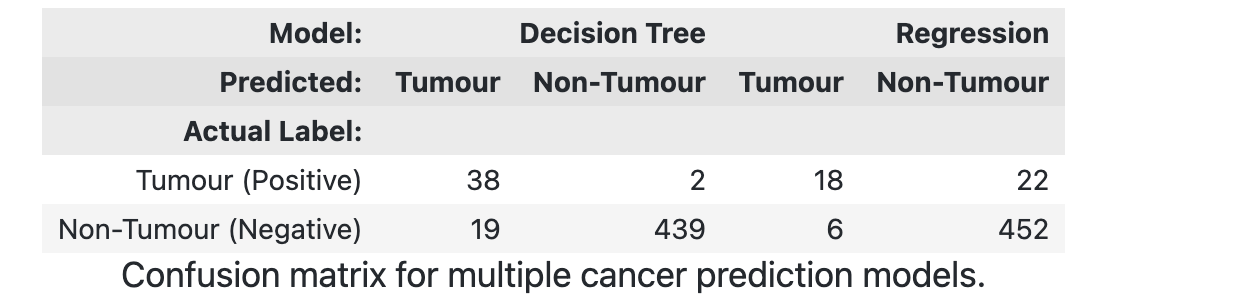 Model: Decision Tree Regression
Predicted: Tumour Non-Tumour Tumour Non-Tumour
Actual Label:
Tumour (Positive) 38 2 18 22
Non-Tumour (Negative) 19 439 6 452
Confusion matrix for multiple cancer prediction models.